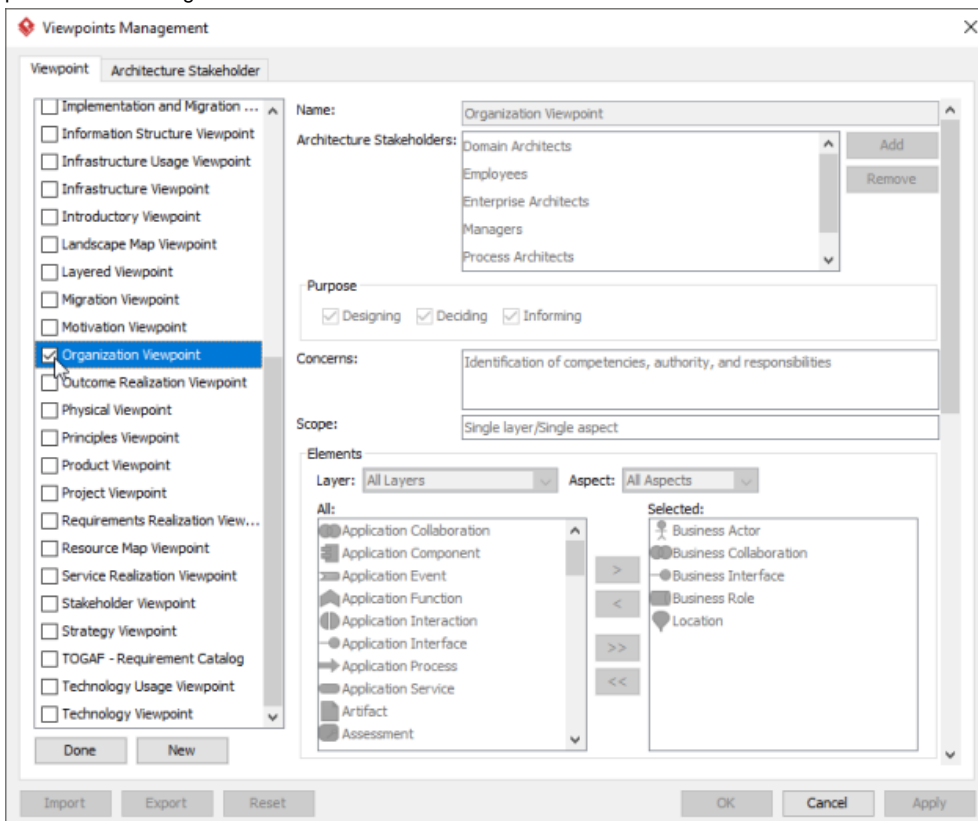 Viewpoints Management
Viewpoint
Architecture Stakeholder
Implementation and Migration ...
Information Structure Viewpoint
Infrastructure Usage Viewpoint
Infrastructure Viewpoint
Introductory Viewpoint
Landscape Map Viewpoint
Layered Viewpoint
Migration Viewpoint
Motivation Viewpoint
Organization Viewpoint
Outcome Realization Viewpoint
Physical Viewpoint
Principles Viewpoint
Product Viewpoint
Project Viewpoint
Requirements Realization View...
Resource Map Viewpoint
Service Realization Viewpoint
Stakeholder Viewpoint
Strategy Viewpoint
TOGAF - Requirement Catalog
Technology Usage Viewpoint
Technology Viewpoint
Done
New
Name:
Organization Viewpoint
Architecture Stakeholders:
Domain Architects
Employees
Enterprise Architects
Managers
Process Architects
Add
Remove
Purpose
Designing
Deciding
Informing
Concerns:
Identification of competencies, authority, and responsibilities
Scope:
Single layer/Single aspect
Elements
Layer:
All Layers
Aspect:
All Aspects
All:
Application Collaboration
Application Component
Application Event
Application Function
Application Interaction
Application Interface
Application Process
Application Service
Artifact
Assessment
>
<
>>
<<
Selected:
Business Actor
Business Collaboration
Business Interface
Business Role
Location
Import
Export
Reset
OK
Cancel
Apply